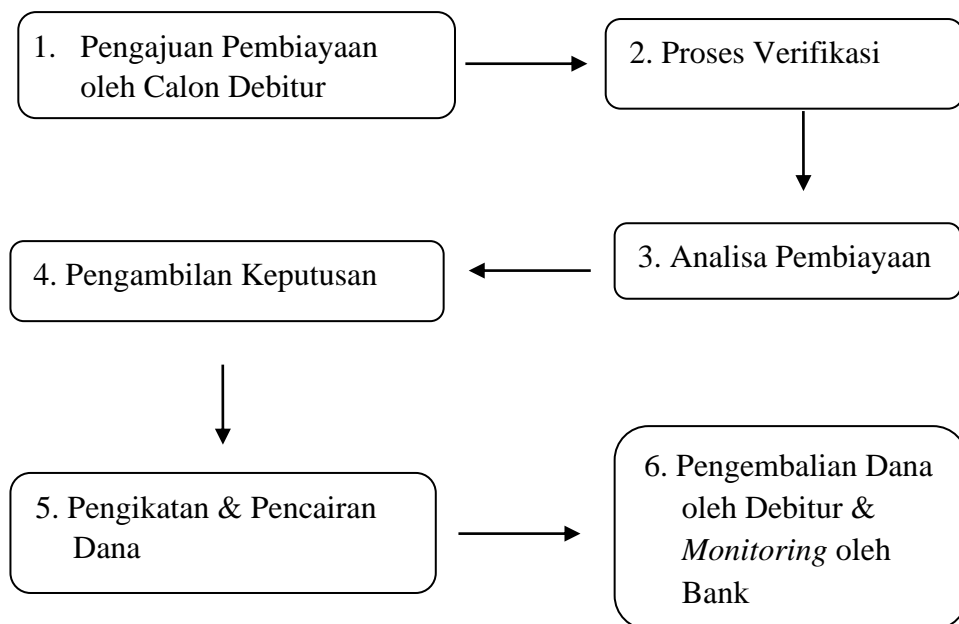 1. Pengajuan Pembiayaan
oleh Calon Debitur
2. Proses Verifikasi
3. Analisa Pembiayaan
4. Pengambilan Keputusan
5. Pengikatan & Pencairan
Dana
6. Pengembalian Dana
oleh Debitur &
Monitoring oleh
Bank